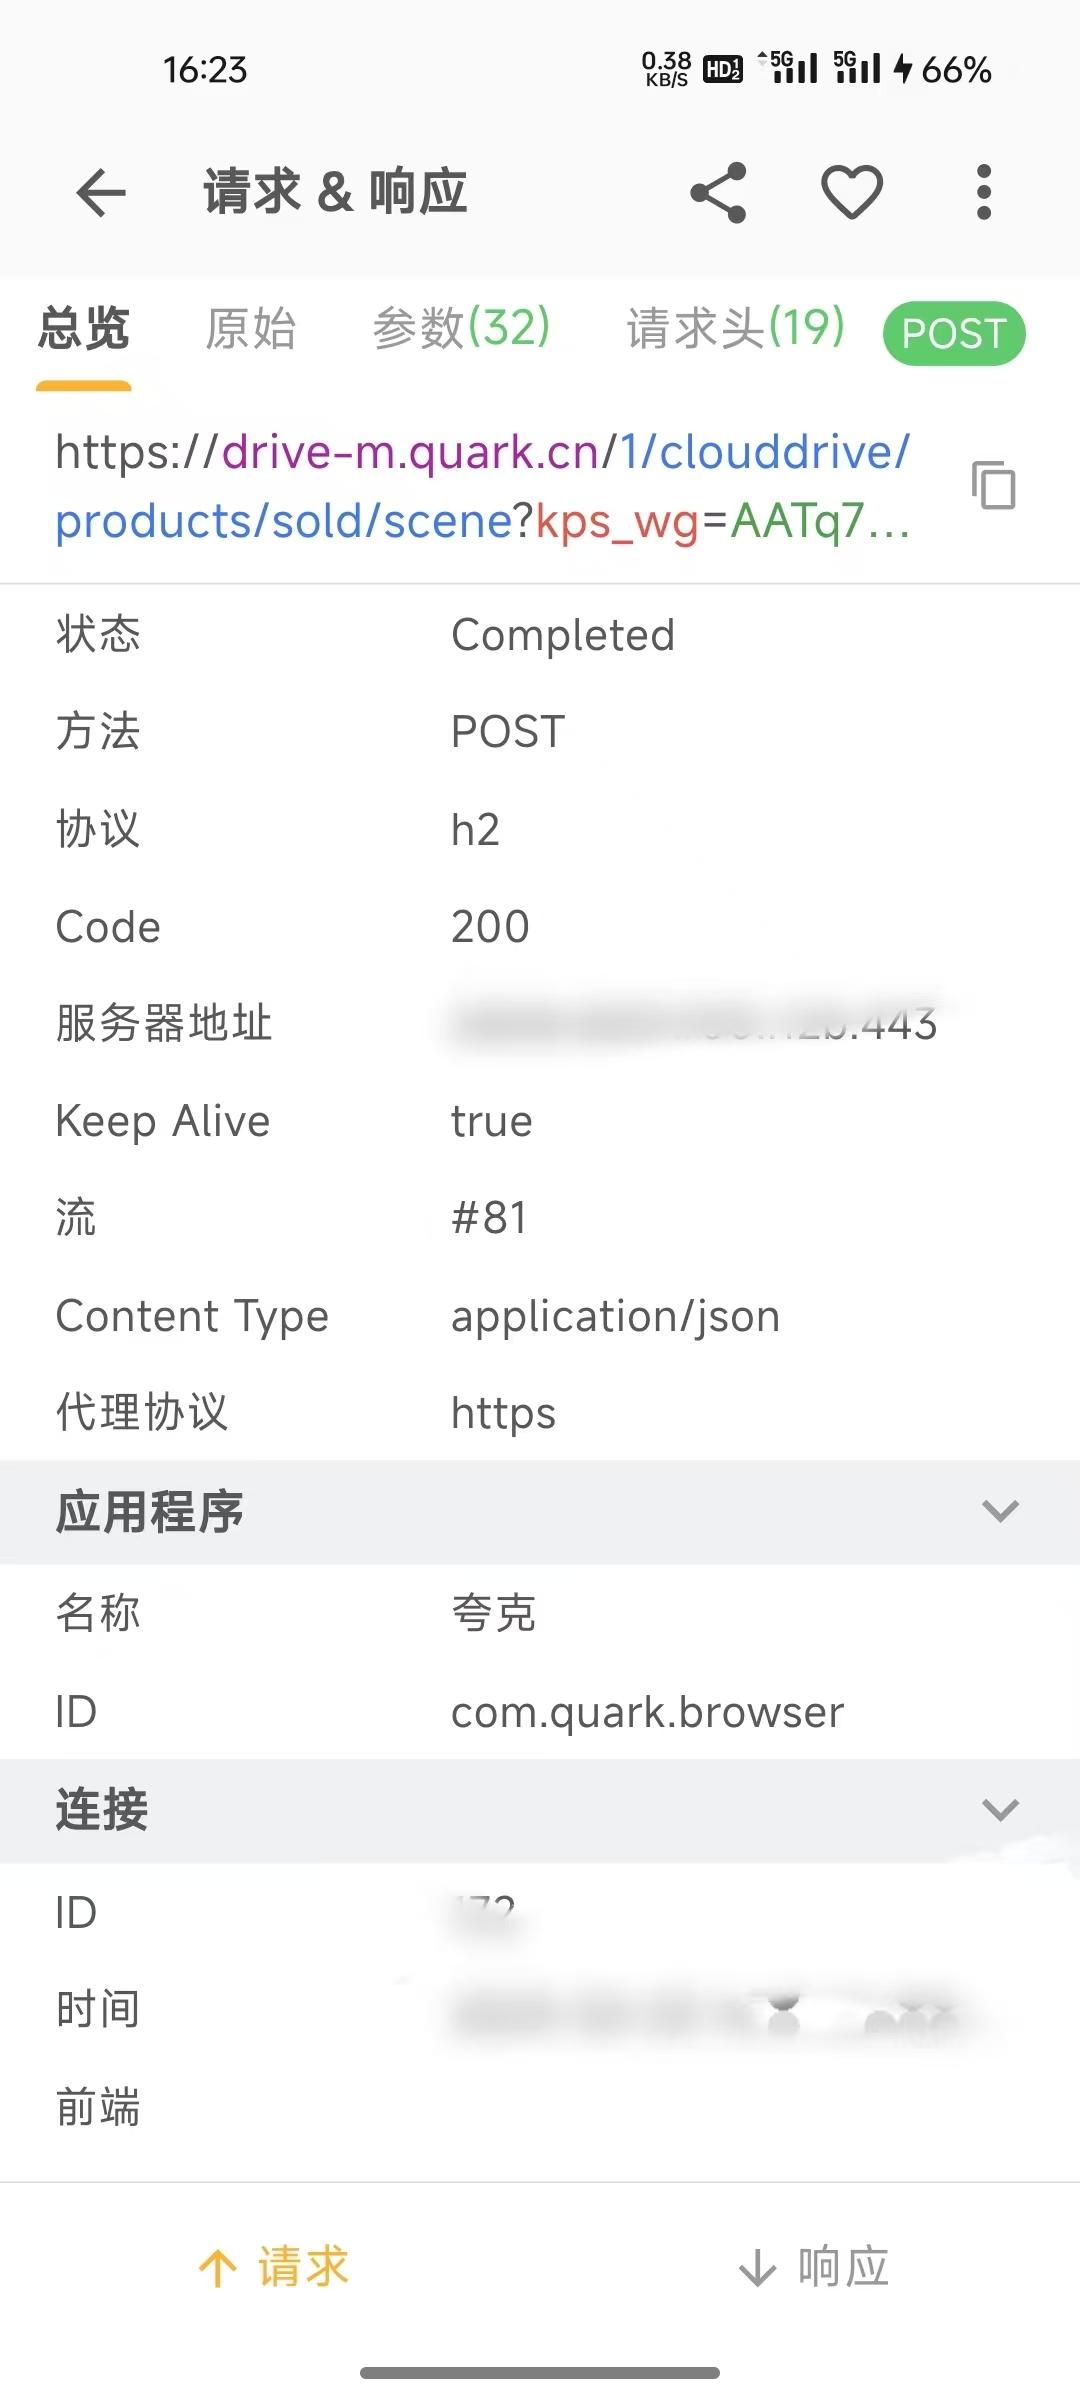 16:23 0.38 KB/S HD 1 2 5G 5G 66%
请求 & 响应
总览 原始 参数(32) 请求头(19) POST
https://drive-m.quark.cn/1/clouddrive/
products/sold/scene?kps_wg=AATq7...
状态 Completed
方法 POST
协议 h2
Code 200
服务器地址 443
Keep Alive true
流 #81
Content Type application/json
代理协议 https
应用程序
名称 夸克
ID com.quark.browser
连接
ID
时间
前端
请求 响应